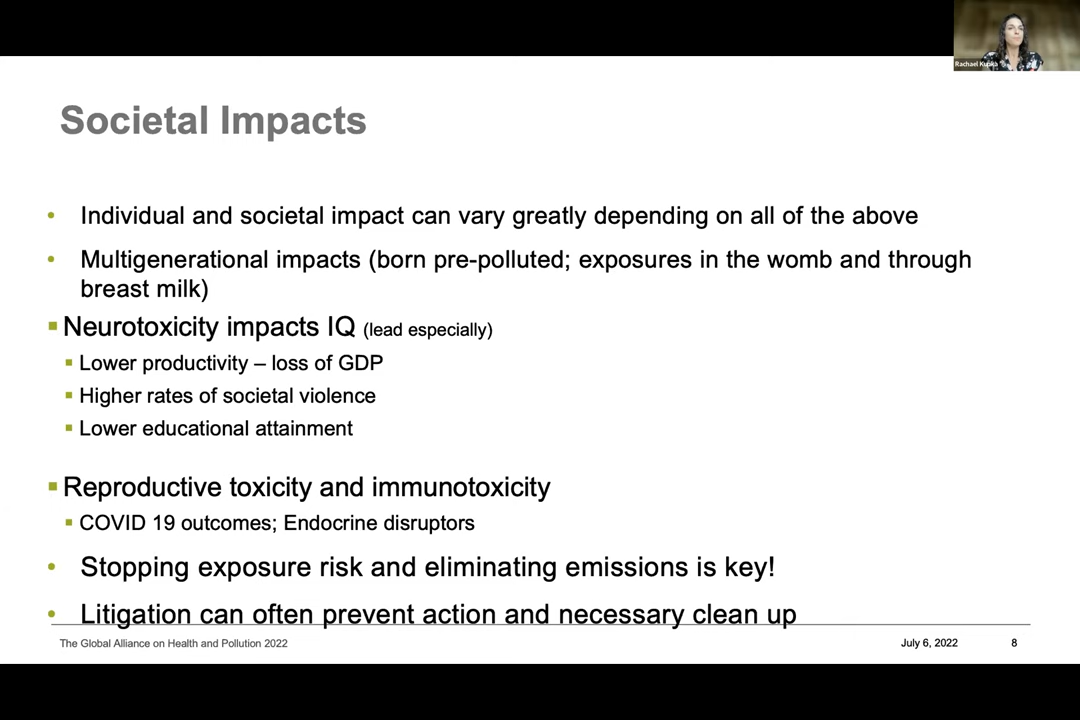 Rachael Kupka
Societal Impacts
• Individual and societal impact can vary greatly depending on all of the above
• Multigenerational impacts (born pre-polluted; exposures in the womb and through
breast milk)
▪ Neurotoxicity impacts IQ (lead especially)
▪ Lower productivity – loss of GDP
▪ Higher rates of societal violence
▪ Lower educational attainment
▪ Reproductive toxicity and immunotoxicity
▪ COVID 19 outcomes; Endocrine disruptors
• Stopping exposure risk and eliminating emissions is key!
• Litigation can often prevent action and necessary clean up
The Global Alliance on Health and Pollution 2022
July 6, 2022
8